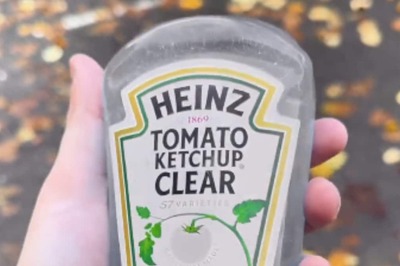 HEINZ
1869
TOMATO
KETCHUP
CLEAR
57 VARIETIES